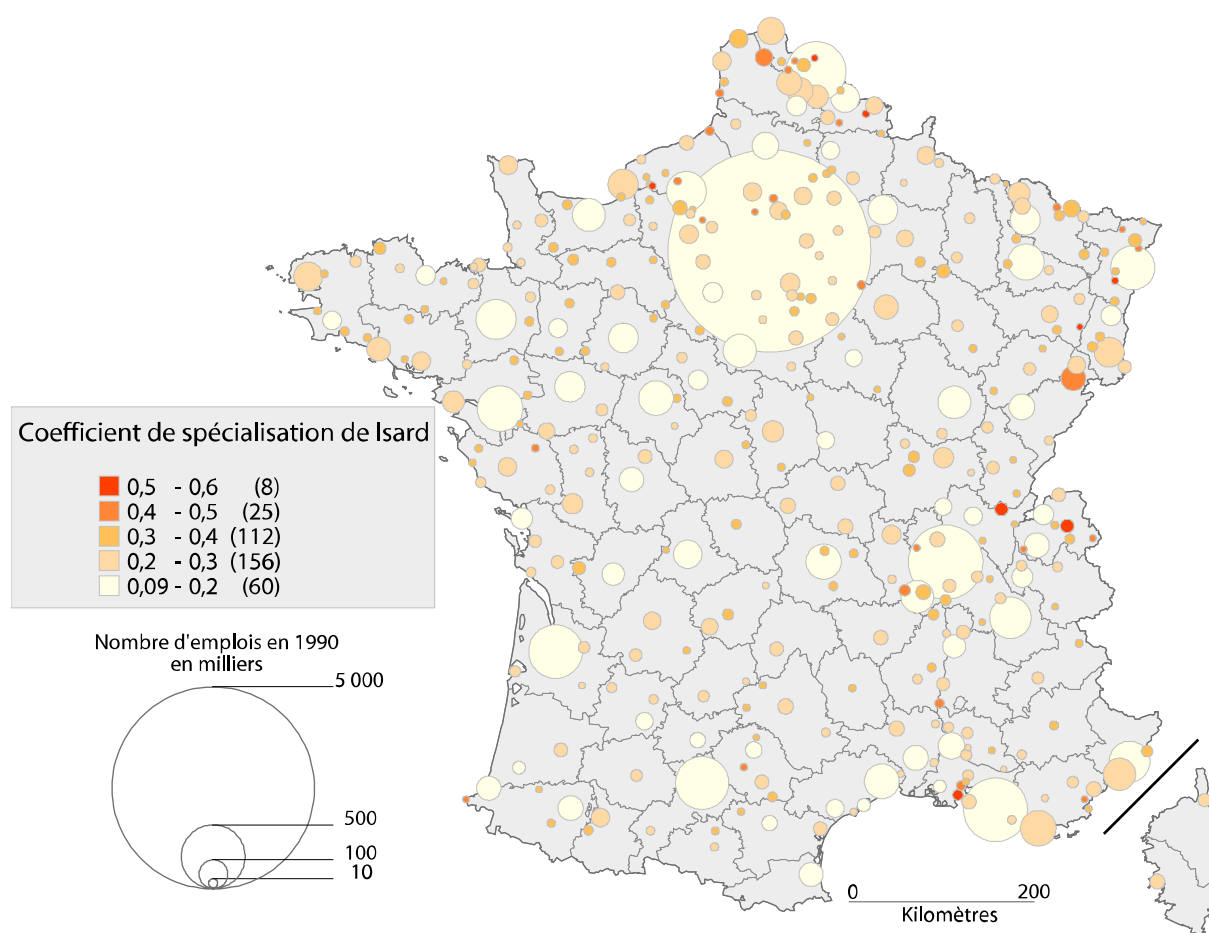 Coefficient de spécialisation de Isard
0,5 - 0,6 (8)
0,4 - 0,5 (25)
0,3 - 0,4 (112)
0,2 - 0,3 (156)
0,09 - 0,2 (60)
Nombre d'emplois en 1990
en milliers
5 000
500
100
10
0 200
Kilomètres